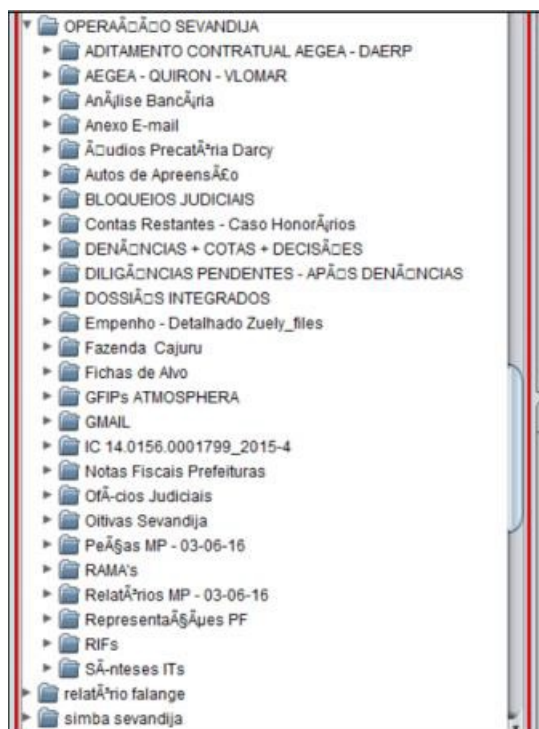 OPERAÃ□Ã□O SEVANDIJA
ADITAMENTO CONTRATUAL AEGEA - DAERP
AEGEA - QUIRON - VLOMAR
AnÃ¡lise BancÃ¡ria
Anexo E-mail
Ã□udios PrecatÃ³ria Darcy
Autos de ApreensÃ£o
BLOQUEIOS JUDICIAIS
Contas Restantes - Caso HonorÃ¡rios
DENÃ□NCIAS + COTAS + DECISÃ□ES
DILIGÃ□NCIAS PENDENTES - APÃ□S DENÃ□NCIAS
DOSSIÃ□S INTEGRADOS
Empenho - Detalhado Zuely_files
Fazenda Cajuru
Fichas de Alvo
GFIPs ATMOSPHERA
GMAIL
IC 14.0156.0001799_2015-4
Notas Fiscais Prefeituras
OfÃ-cios Judiciais
Oitivas Sevandija
PeÃ§as MP - 03-06-16
RAMA's
RelatÃ³rios MP - 03-06-16
RepresentaÃ§Ãµes PF
RIFs
SÃ-nteses ITs
relatÃ³rio falange
simba sevandija